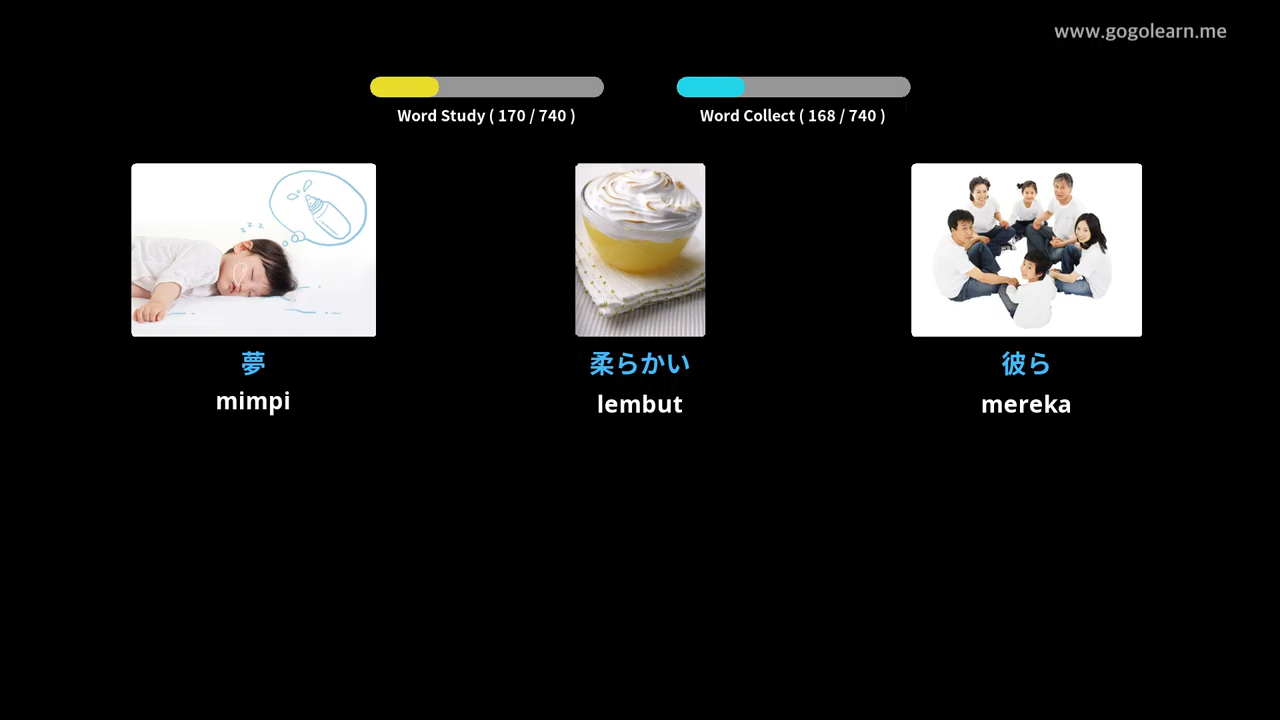 www.gogolearn.me
Word Study ( 170 / 740 )
Word Collect ( 168 / 740 )
z z z
夢
柔らかい
彼ら
mimpi
lembut
mereka